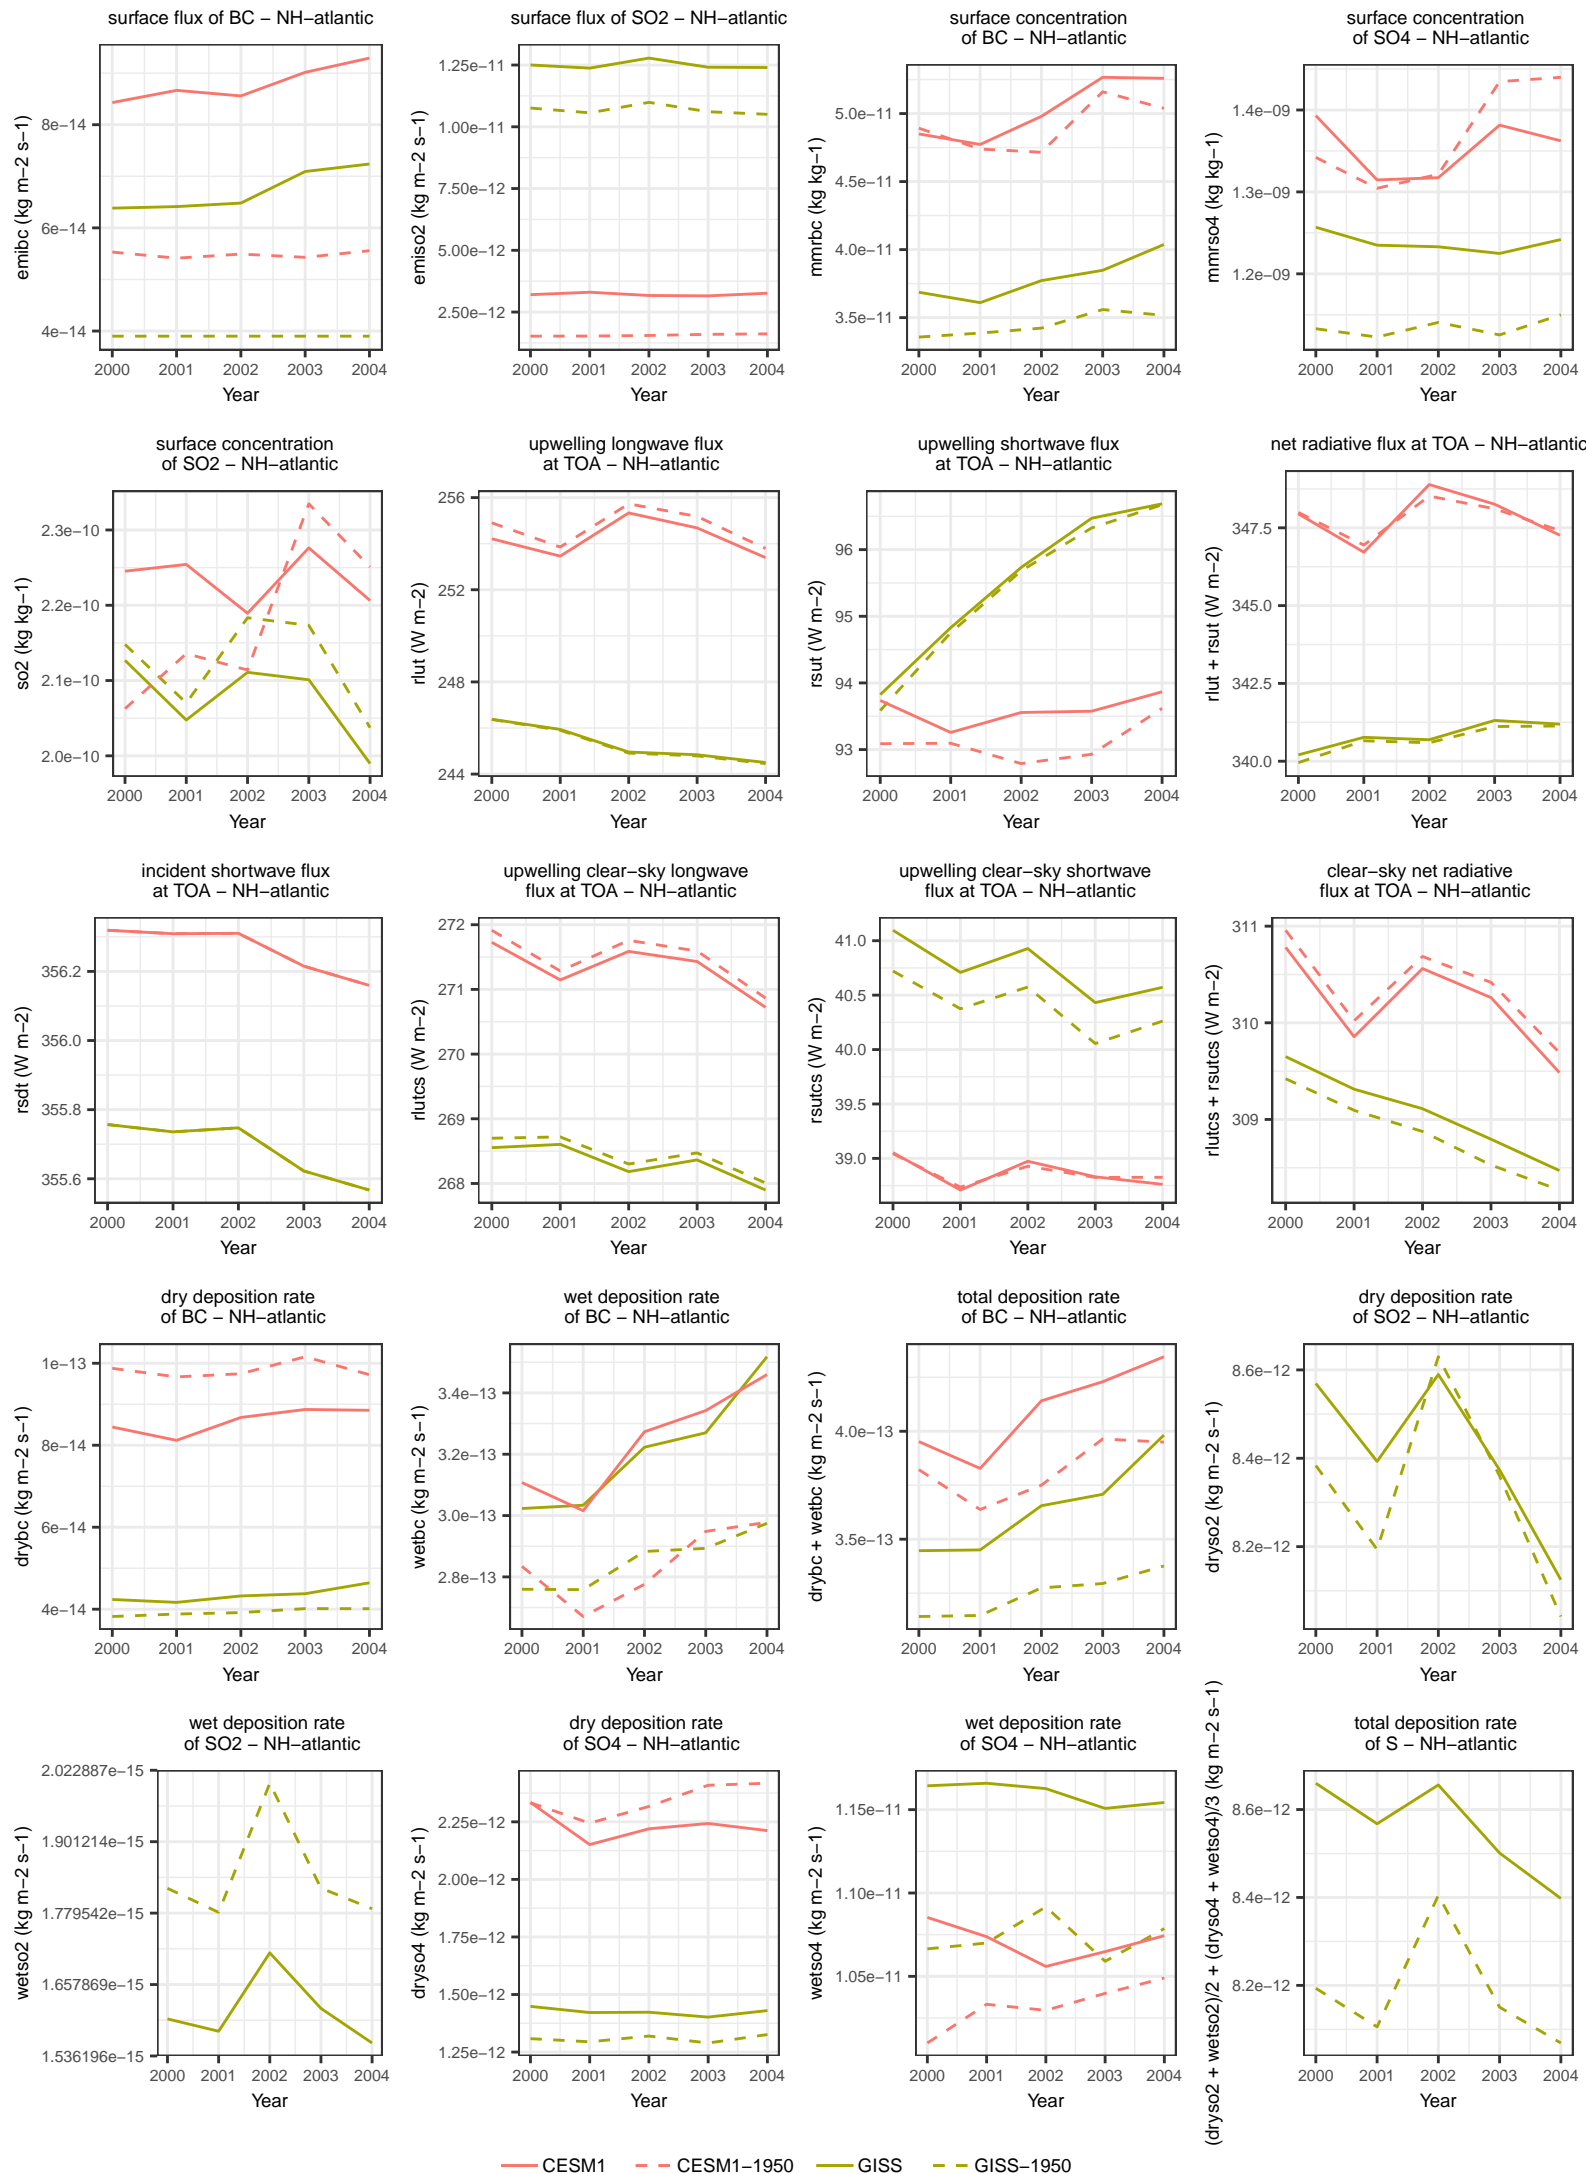 surface flux of BC − NH−atlantic
emibc (kg m−2 s−1)
8e−14
6e−14
4e−14
2000 2001 2002 2003 2004
Year
surface flux of SO2 − NH−atlantic
emiso2 (kg m−2 s−1)
1.25e−11
1.00e−11
7.50e−12
5.00e−12
2.50e−12
2000 2001 2002 2003 2004
Year
surface concentration
of BC − NH−atlantic
mmrbc (kg kg−1)
5.0e−11
4.5e−11
4.0e−11
3.5e−11
2000 2001 2002 2003 2004
Year
surface concentration
of SO4 − NH−atlantic
mmrso4 (kg kg−1)
1.4e−09
1.3e−09
1.2e−09
2000 2001 2002 2003 2004
Year
surface concentration
of SO2 − NH−atlantic
so2 (kg kg−1)
2.3e−10
2.2e−10
2.1e−10
2.0e−10
2000 2001 2002 2003 2004
Year
upwelling longwave flux
at TOA − NH−atlantic
rlut (W m−2)
256
252
248
244
2000 2001 2002 2003 2004
Year
upwelling shortwave flux
at TOA − NH−atlantic
rsut (W m−2)
96
95
94
93
2000 2001 2002 2003 2004
Year
net radiative flux at TOA − NH−atlantic
rlut + rsut (W m−2)
347.5
345.0
342.5
340.0
2000 2001 2002 2003 2004
Year
incident shortwave flux
at TOA − NH−atlantic
rsdt (W m−2)
356.2
356.0
355.8
355.6
2000 2001 2002 2003 2004
Year
upwelling clear−sky longwave
flux at TOA − NH−atlantic
rlutcs (W m−2)
272
271
270
269
268
2000 2001 2002 2003 2004
Year
upwelling clear−sky shortwave
flux at TOA − NH−atlantic
rsutcs (W m−2)
41.0
40.5
40.0
39.5
39.0
2000 2001 2002 2003 2004
Year
clear−sky net radiative
flux at TOA − NH−atlantic
rlutcs + rsutcs (W m−2)
311
310
309
2000 2001 2002 2003 2004
Year
dry deposition rate
of BC − NH−atlantic
drybc (kg m−2 s−1)
1e−13
8e−14
6e−14
4e−14
2000 2001 2002 2003 2004
Year
wet deposition rate
of BC − NH−atlantic
wetbc (kg m−2 s−1)
3.4e−13
3.2e−13
3.0e−13
2.8e−13
2000 2001 2002 2003 2004
Year
total deposition rate
of BC − NH−atlantic
drybc + wetbc (kg m−2 s−1)
4.0e−13
3.5e−13
2000 2001 2002 2003 2004
Year
dry deposition rate
of SO2 − NH−atlantic
dryso2 (kg m−2 s−1)
8.6e−12
8.4e−12
8.2e−12
2000 2001 2002 2003 2004
Year
wet deposition rate
of SO2 − NH−atlantic
wetso2 (kg m−2 s−1)
2.022887e−15
1.901214e−15
1.779542e−15
1.657869e−15
1.536196e−15
2000 2001 2002 2003 2004
Year
dry deposition rate
of SO4 − NH−atlantic
dryso4 (kg m−2 s−1)
2.25e−12
2.00e−12
1.75e−12
1.50e−12
1.25e−12
2000 2001 2002 2003 2004
Year
wet deposition rate
of SO4 − NH−atlantic
wetso4 (kg m−2 s−1)
1.15e−11
1.10e−11
1.05e−11
2000 2001 2002 2003 2004
Year
total deposition rate
of S − NH−atlantic
(dryso2 + wetso2)/2 + (dryso4 + wetso4)/3 (kg m−2 s−1)
8.6e−12
8.4e−12
8.2e−12
2000 2001 2002 2003 2004
Year
CESM1 CESM1−1950 GISS GISS−1950